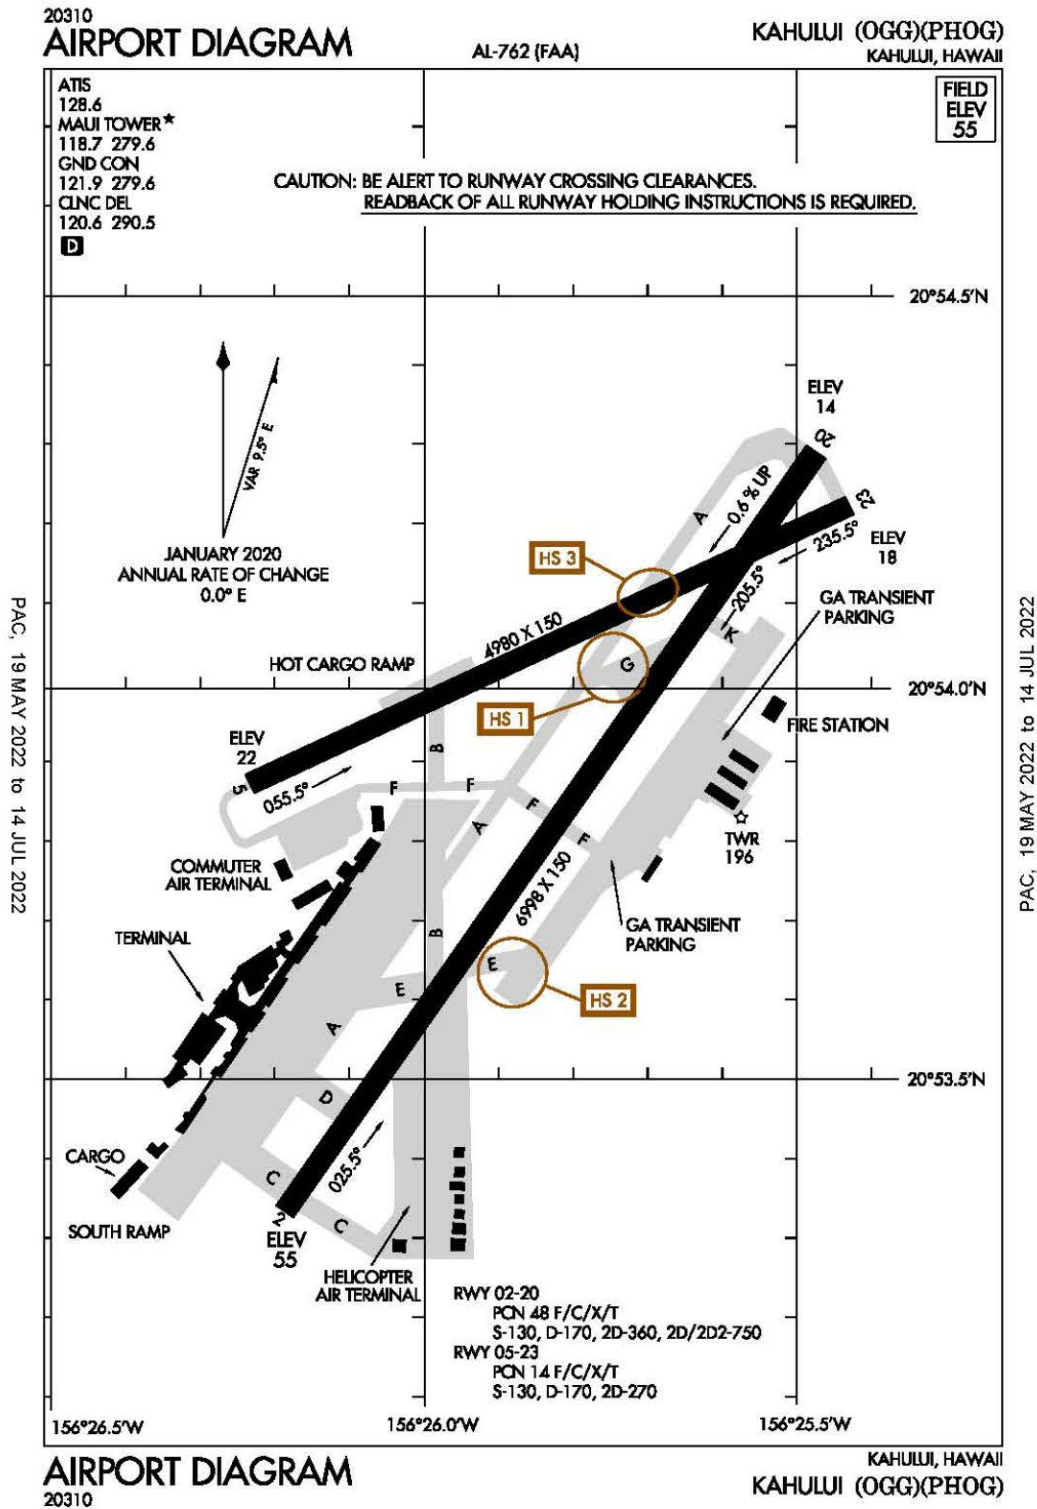 20310
AIRPORT DIAGRAM
AL-762 (FAA)
KAHULUI (OGG)(PHOG)
KAHULUI, HAWAII
ATIS
128.6
MAUI TOWER★
118.7 279.6
GND CON
121.9 279.6
CLNC DEL
120.6 290.5
D
FIELD
ELEV
55
CAUTION: BE ALERT TO RUNWAY CROSSING CLEARANCES.
READBACK OF ALL RUNWAY HOLDING INSTRUCTIONS IS REQUIRED.
20°54.5'N
VAR 9.5° E
JANUARY 2020
ANNUAL RATE OF CHANGE
0.0° E
ELEV
14
20
23
A
0.6% UP
235.5°
ELEV
18
HS 3
205.5°
GA TRANSIENT
PARKING
K
4980 X 150
HOT CARGO RAMP
G
20°54.0'N
HS 1
FIRE STATION
ELEV
22
B
5
055.5°
F
F
F
F
A
TWR
196
COMMUTER
AIR TERMINAL
6998 X 150
GA TRANSIENT
PARKING
TERMINAL
B
E
E
HS 2
A
20°53.5'N
D
CARGO
C
025.5°
C
2
SOUTH RAMP
ELEV
55
HELICOPTER
AIR TERMINAL
RWY 02-20
PCN 48 F/C/X/T
S-130, D-170, 2D-360, 2D/2D2-750
RWY 05-23
PCN 14 F/C/X/T
S-130, D-170, 2D-270
156°26.5'W
156°26.0'W
156°25.5'W
PAC, 19 MAY 2022 to 14 JUL 2022
PAC, 19 MAY 2022 to 14 JUL 2022
AIRPORT DIAGRAM
20310
KAHULUI, HAWAII
KAHULUI (OGG)(PHOG)